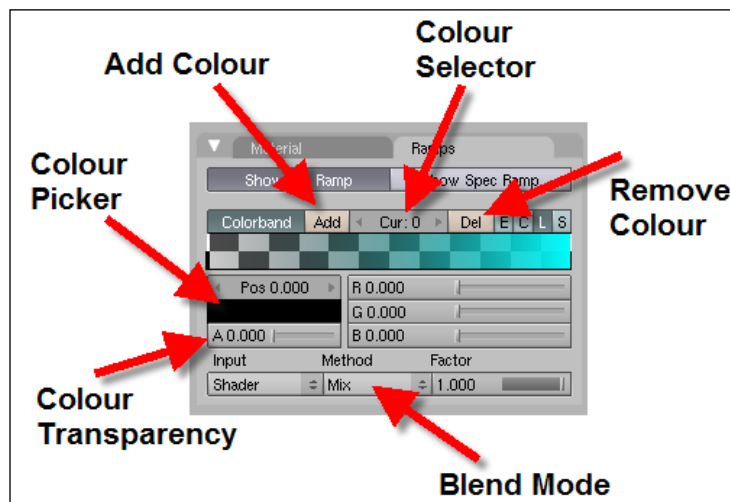 Colour
Selector
Add Colour
Colour
Picker
Remove
Colour
Material Ramps
Show Ramp Show Spec Ramp
Colorband Add Cur: 0 Del E C L S
Pos 0.000 R 0.000
G 0.000
A 0.000 B 0.000
Input Method Factor
Shader Mix 1.000
Colour
Transparency
Blend Mode